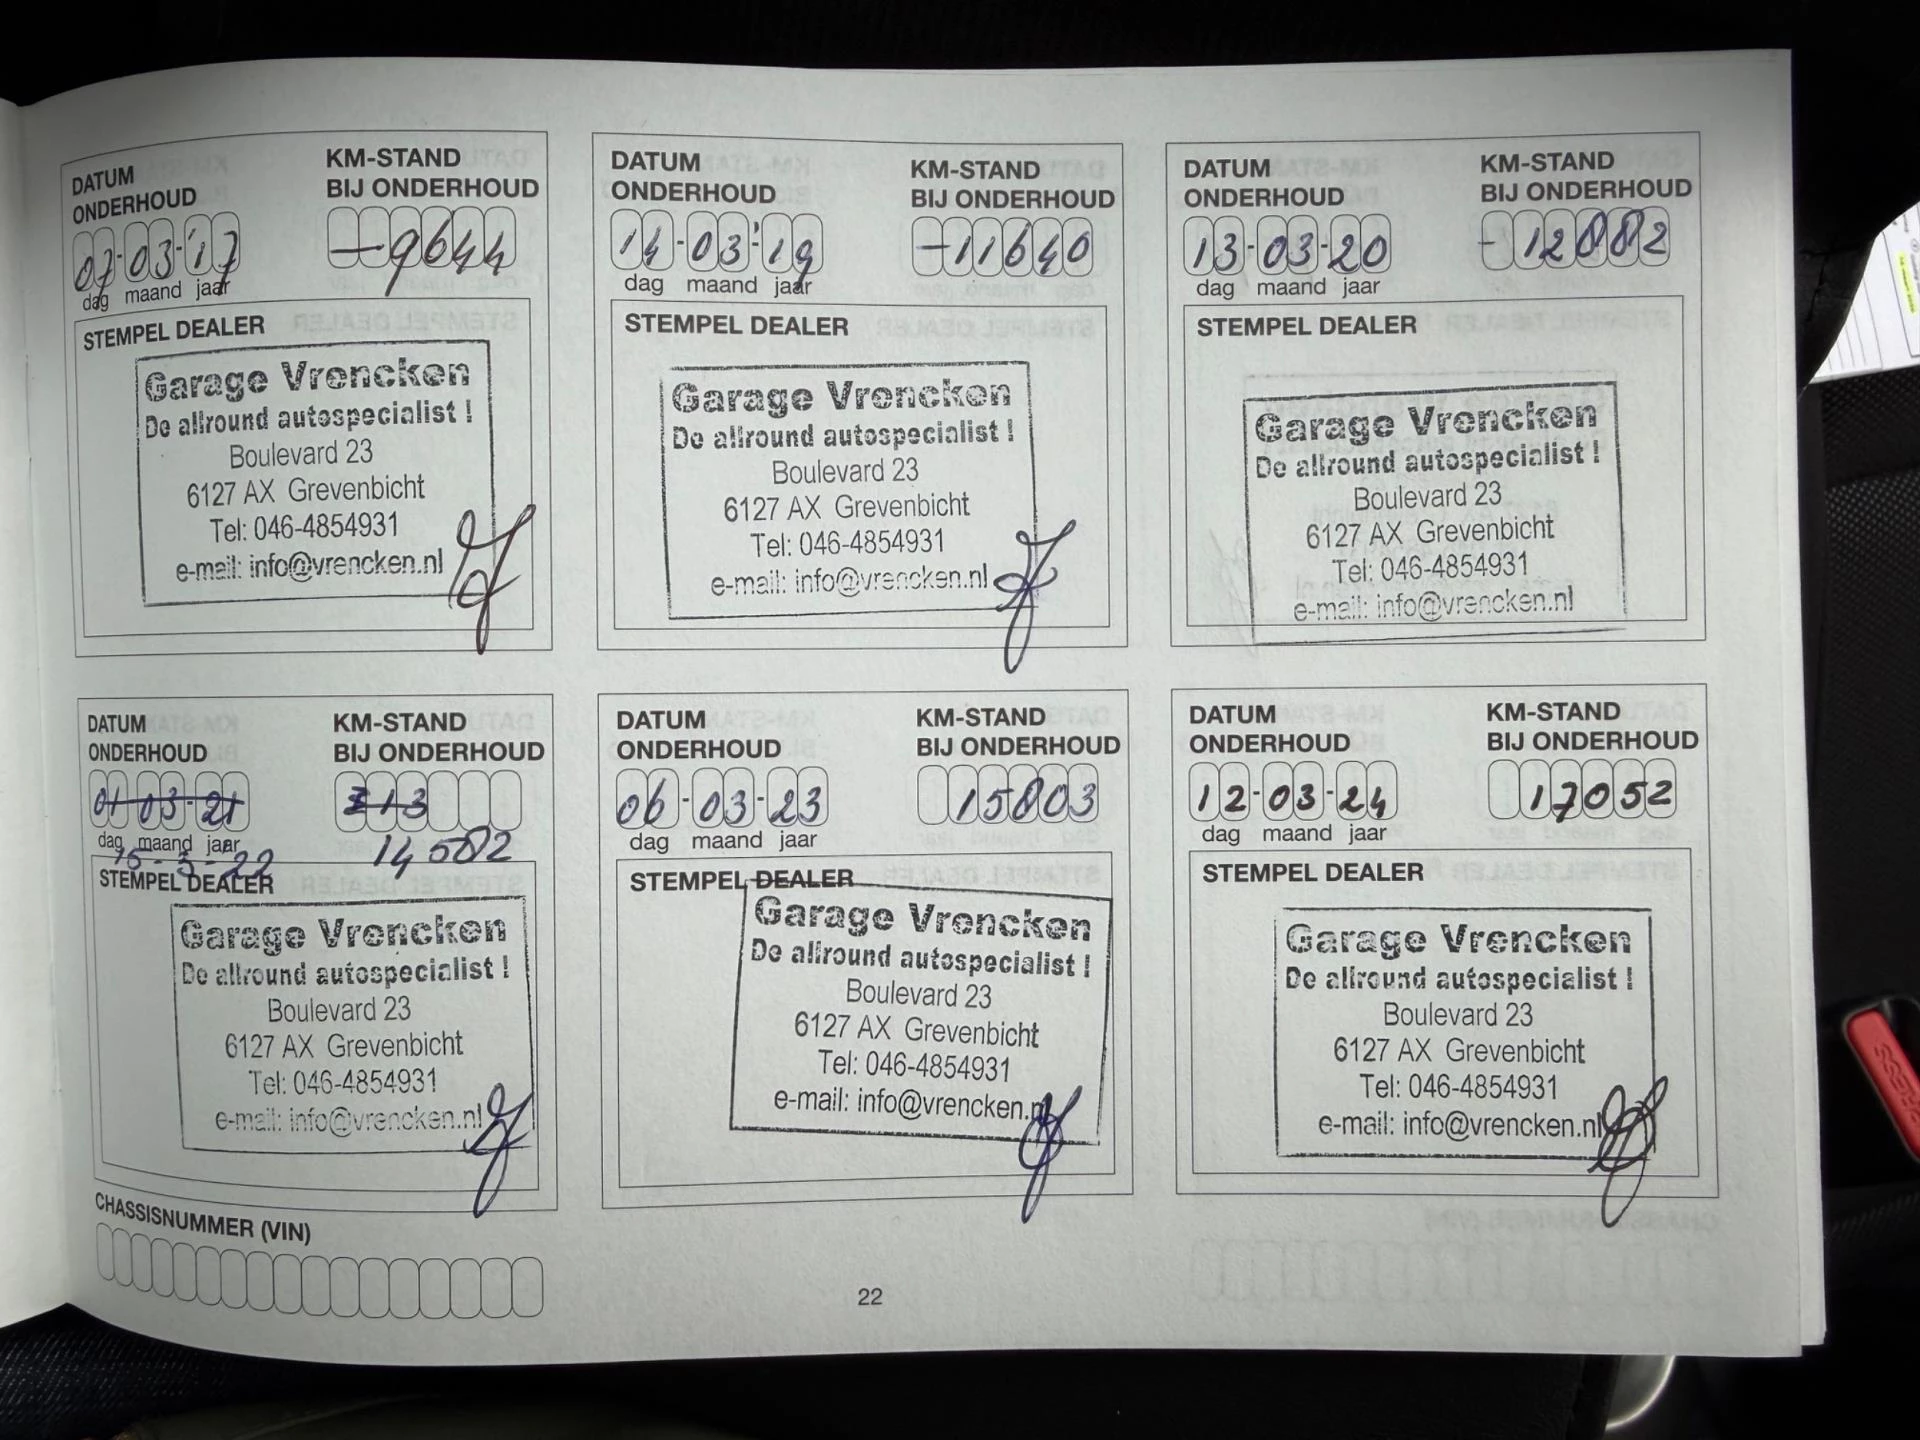 DATUM ONDERHOUD
KM-STAND BIJ ONDERHOUD
07-03-'17
-9644
dag maand jaar
STEMPEL DEALER
Garage Vrencken
De allround autospecialist !
Boulevard 23
6127 AX Grevenbicht
Tel: 046-4854931
e-mail: info@vrencken.nl
DATUM ONDERHOUD
KM-STAND BIJ ONDERHOUD
14-03-'19
-11640
dag maand jaar
STEMPEL DEALER
Garage Vrencken
De allround autospecialist !
Boulevard 23
6127 AX Grevenbicht
Tel: 046-4854931
e-mail: info@vrencken.nl
DATUM ONDERHOUD
KM-STAND BIJ ONDERHOUD
13-03-20
-12882
dag maand jaar
STEMPEL DEALER
Garage Vrencken
De allround autospecialist !
Boulevard 23
6127 AX Grevenbicht
Tel: 046-4854931
e-mail: info@vrencken.nl
DATUM ONDERHOUD
KM-STAND BIJ ONDERHOUD
01-03-21
dag maand jaar
15-3-22
14582
STEMPEL DEALER
Garage Vrencken
De allround autospecialist !
Boulevard 23
6127 AX Grevenbicht
Tel: 046-4854931
e-mail: info@vrencken.nl
DATUM ONDERHOUD
KM-STAND BIJ ONDERHOUD
06-03-23
15803
dag maand jaar
STEMPEL DEALER
Garage Vrencken
De allround autospecialist !
Boulevard 23
6127 AX Grevenbicht
Tel: 046-4854931
e-mail: info@vrencken.nl
DATUM ONDERHOUD
KM-STAND BIJ ONDERHOUD
12-03-24
17052
dag maand jaar
STEMPEL DEALER
Garage Vrencken
De allround autospecialist !
Boulevard 23
6127 AX Grevenbicht
Tel: 046-4854931
e-mail: info@vrencken.nl
CHASSISNUMMER (VIN)
22
PRESS